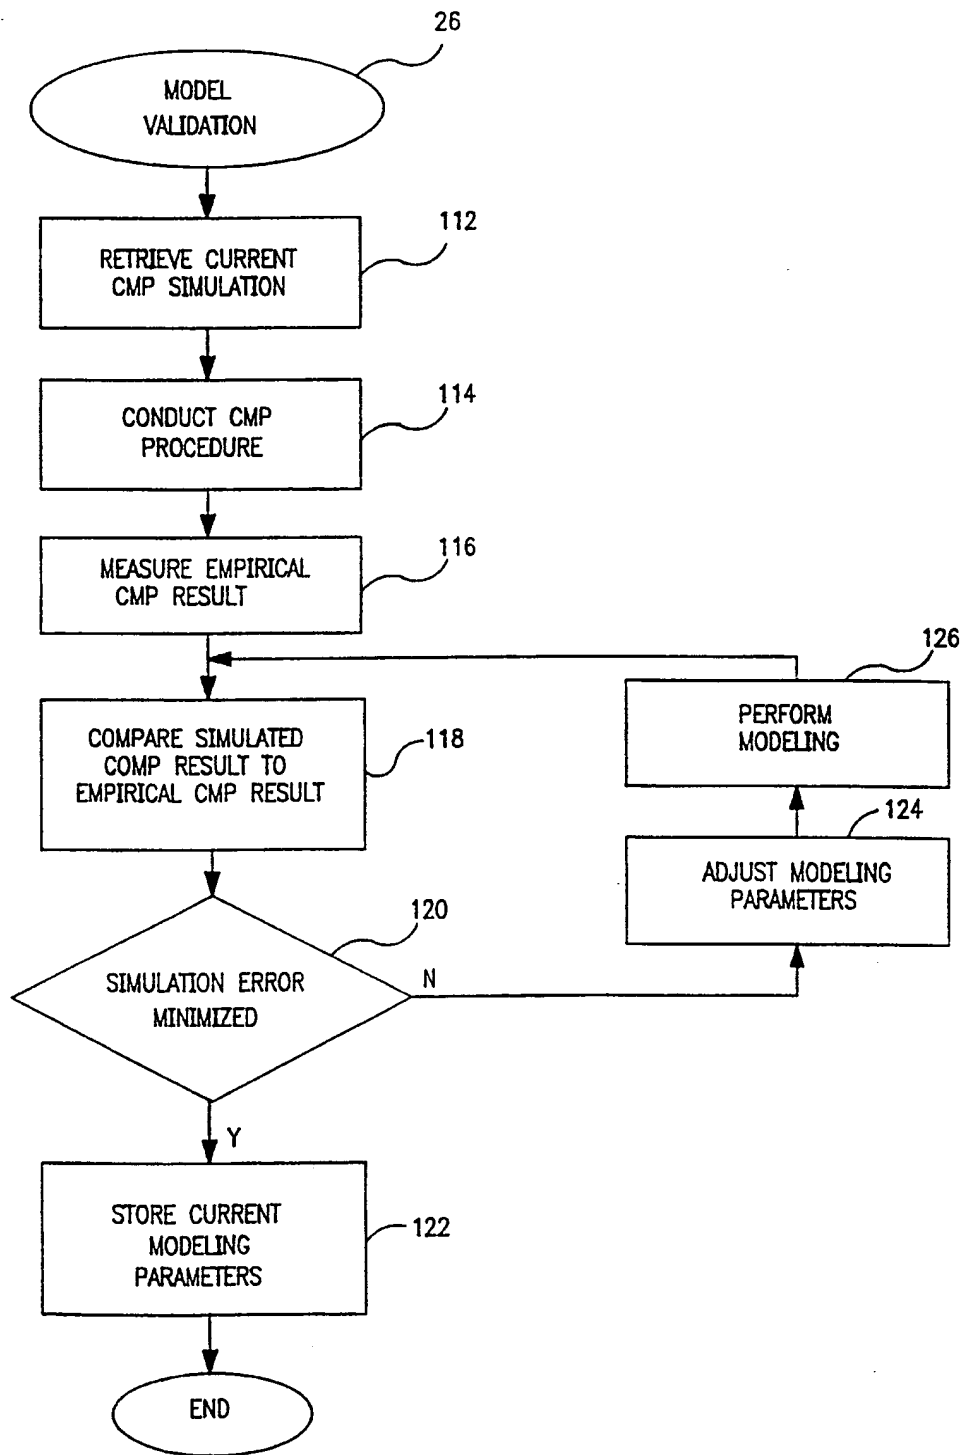 26
MODEL
VALIDATION
112
RETRIEVE CURRENT
CMP SIMULATION
114
CONDUCT CMP
PROCEDURE
116
MEASURE EMPIRICAL
CMP RESULT
126
PERFORM
MODELING
118
COMPARE SIMULATED
COMP RESULT TO
EMPIRICAL CMP RESULT
124
ADJUST MODELING
PARAMETERS
120
SIMULATION ERROR
MINIMIZED
N
Y
STORE CURRENT
MODELING
PARAMETERS
122
END